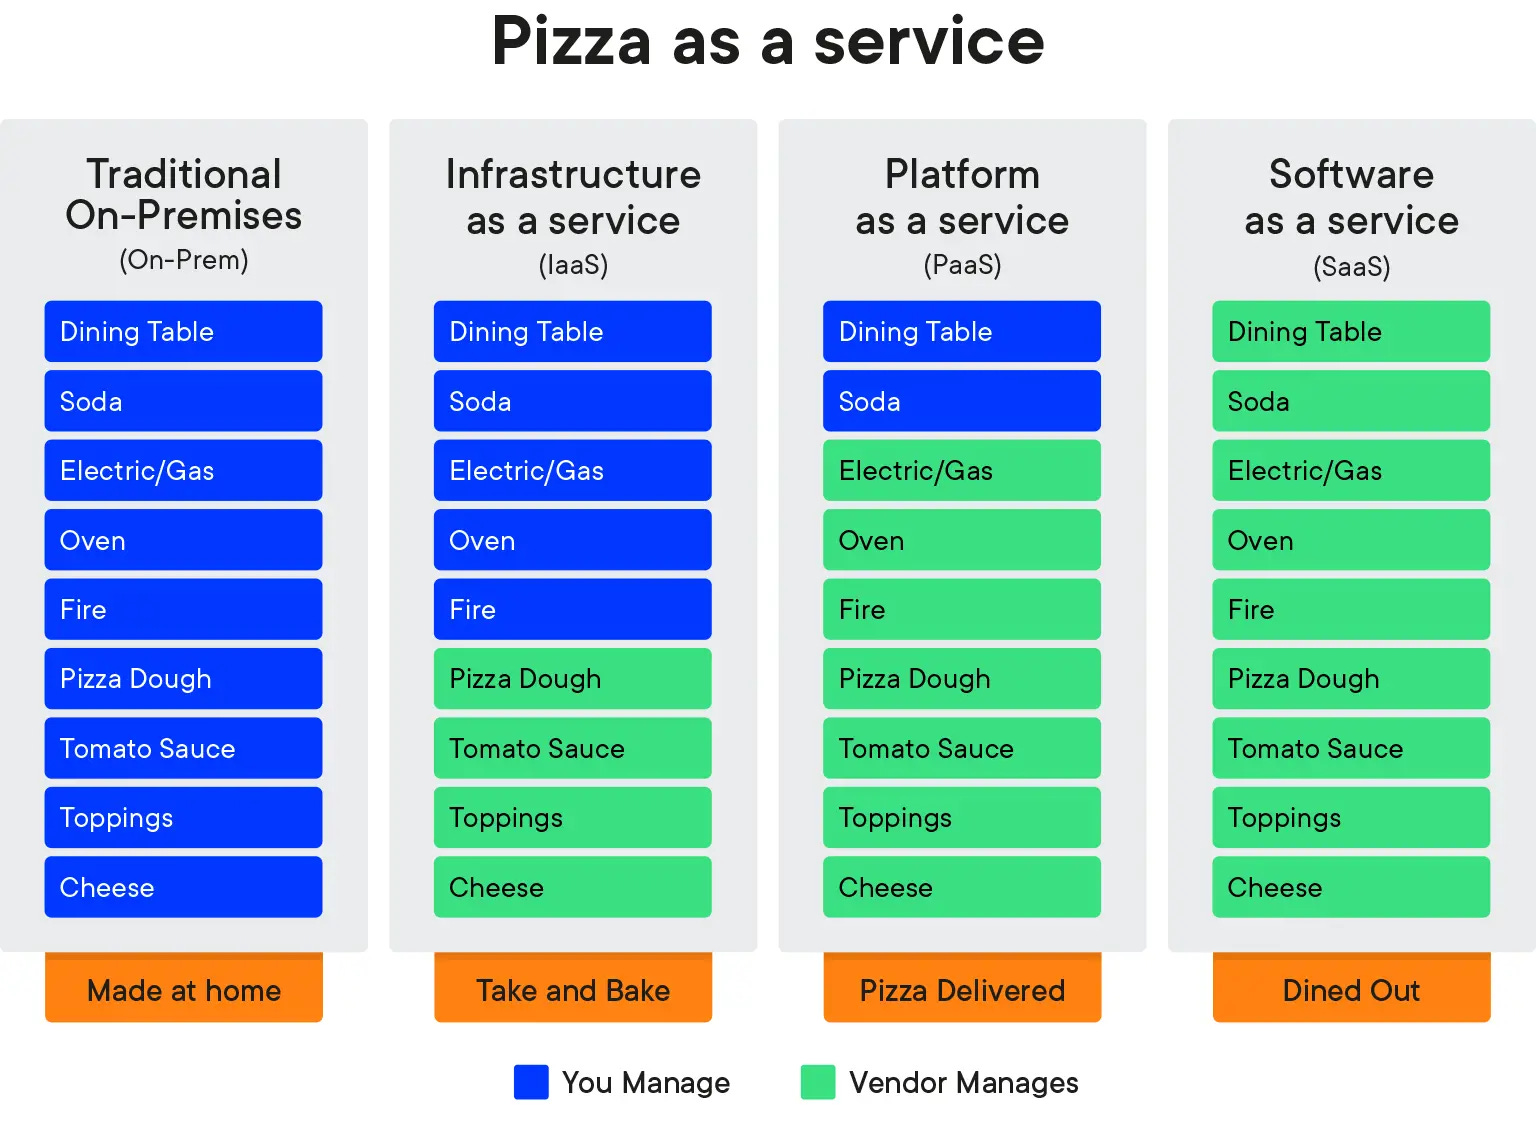 Pizza as a service
Traditional
On-Premises
(On-Prem)
Dining Table
Soda
Electric/Gas
Oven
Fire
Pizza Dough
Tomato Sauce
Toppings
Cheese
Made at home
Infrastructure
as a service
(IaaS)
Dining Table
Soda
Electric/Gas
Oven
Fire
Pizza Dough
Tomato Sauce
Toppings
Cheese
Take and Bake
Platform
as a service
(PaaS)
Dining Table
Soda
Electric/Gas
Oven
Fire
Pizza Dough
Tomato Sauce
Toppings
Cheese
Pizza Delivered
Software
as a service
(SaaS)
Dining Table
Soda
Electric/Gas
Oven
Fire
Pizza Dough
Tomato Sauce
Toppings
Cheese
Dined Out
You Manage
Vendor Manages